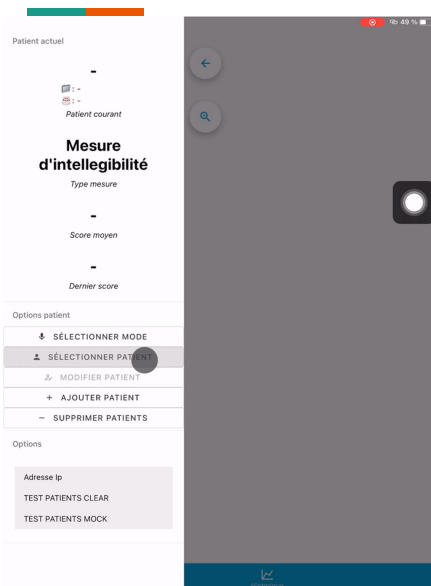 49 %
Patient actuel
-
: -
: -
Patient courant
Mesure
d'intellegibilité
Type mesure
-
Score moyen
-
Dernier score
Options patient
SÉLECTIONNER MODE
SÉLECTIONNER PATIENT
MODIFIER PATIENT
+ AJOUTER PATIENT
− SUPPRIMER PATIENTS
Options
Adresse Ip
TEST PATIENTS CLEAR
TEST PATIENTS MOCK